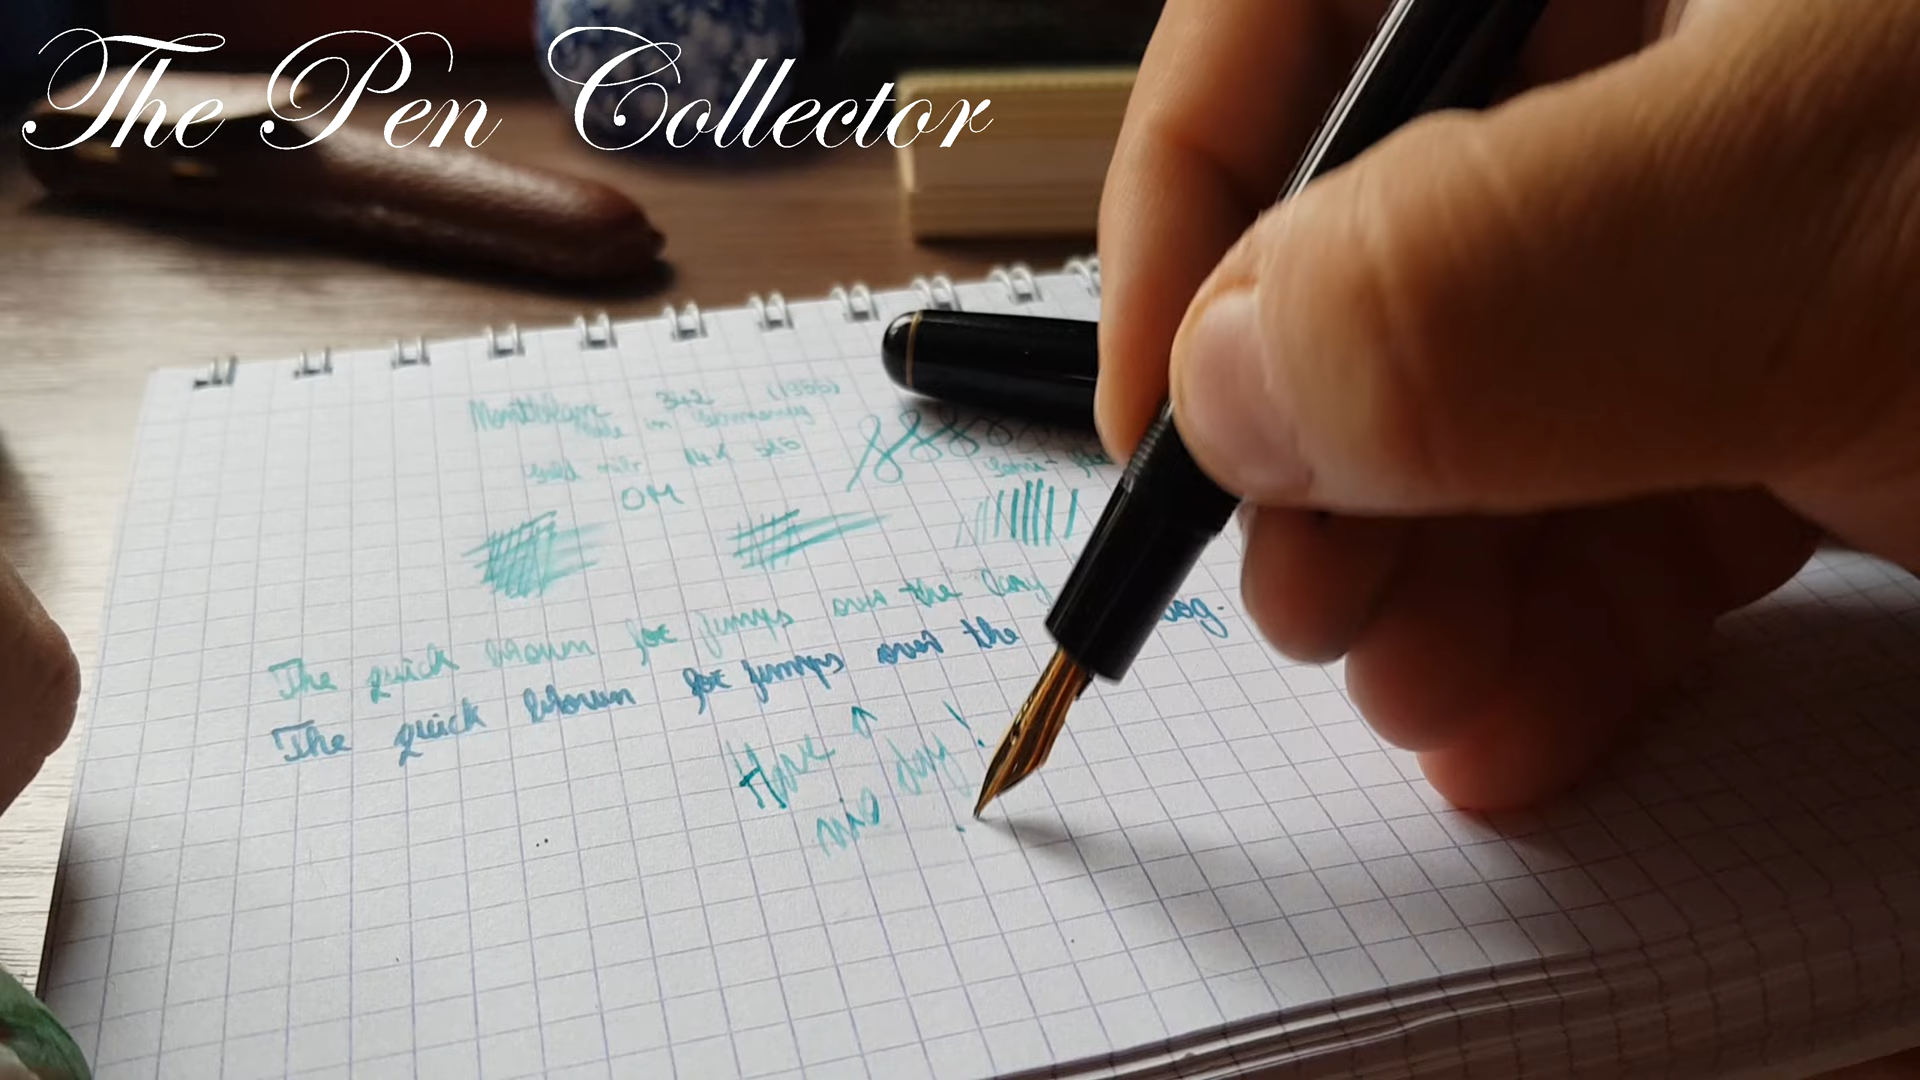 The Pen Collector
Montblanc 342 (1955)
Made in Germany
Gold nib 14K 585
OM
The quick brown fox jumps over the lazy
The quick brown fox jumps over the dog.
Have
a
nice day!